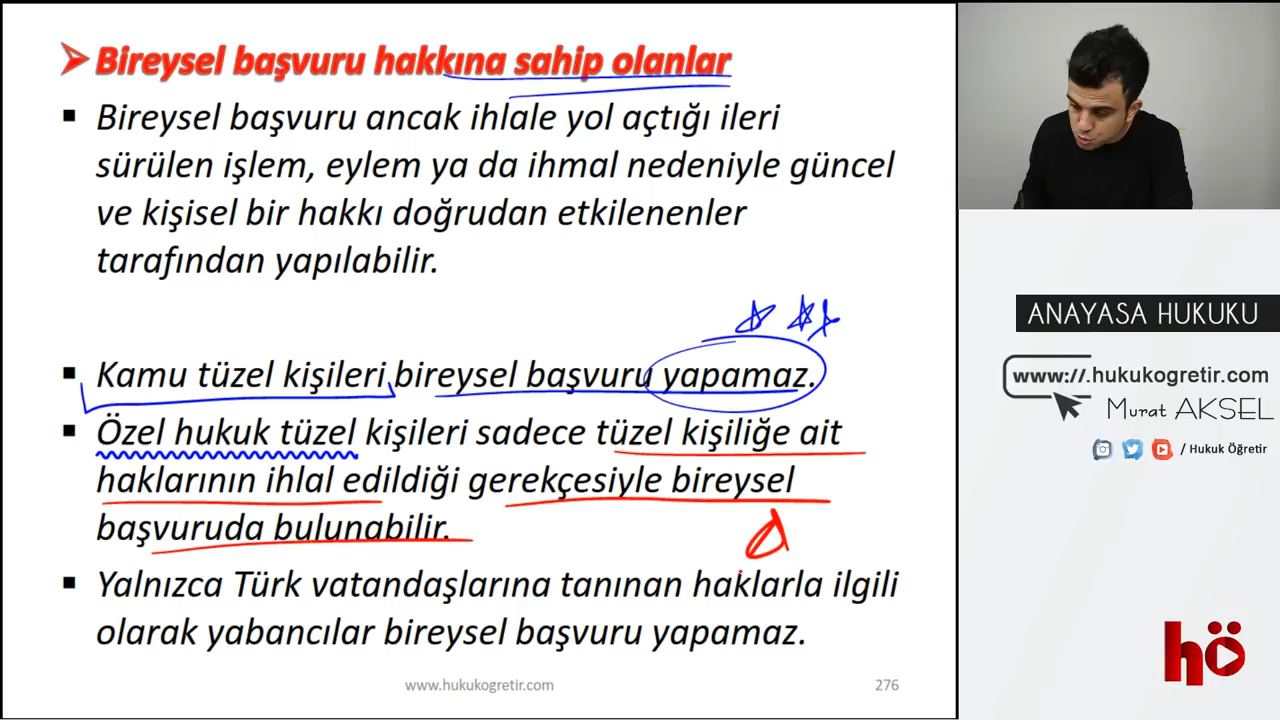 Bireysel başvuru hakkına sahip olanlar
Bireysel başvuru ancak ihlale yol açtığı ileri
sürülen işlem, eylem ya da ihmal nedeniyle güncel
ve kişisel bir hakkı doğrudan etkilenenler
tarafından yapılabilir.
Kamu tüzel kişileri bireysel başvuru yapamaz.
Özel hukuk tüzel kişileri sadece tüzel kişiliğe ait
haklarının ihlal edildiği gerekçesiyle bireysel
başvuruda bulunabilir.
Yalnızca Türk vatandaşlarına tanınan haklarla ilgili
olarak yabancılar bireysel başvuru yapamaz.
www.hukukogretir.com
276
ANAYASA HUKUKU
www://.hukukogretir.com
Murat AKSEL
/ Hukuk Öğretir
hö